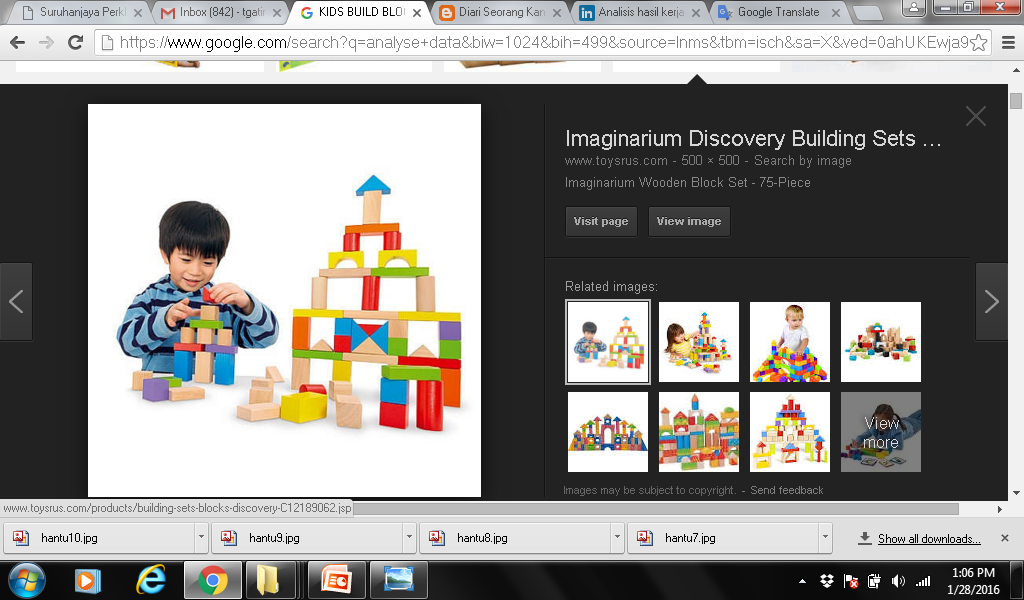 Suruhanjaya Perkh
Inbox (842) - tgatin
KIDS BUILD BLO
Diari Seorang Kan
Analisis hasil kerja
Google Translate
https://www.google.com/search?q=analyse+data&biw=1024&bih=499&source=lnms&tbm=isch&sa=X&ved=0ahUKEwja9
Imaginarium Discovery Building Sets ...
www.toysrus.com - 500 × 500 - Search by image
Imaginarium Wooden Block Set - 75-Piece
Visit page
View image
Related images:
View
more
Images may be subject to copyright. - Send feedback
www.toysrus.com/products/building-sets-blocks-discovery-C12189062.jsp
hantu10.jpg
hantu9.jpg
hantu8.jpg
hantu7.jpg
Show all downloads...
1:06 PM
1/28/2016